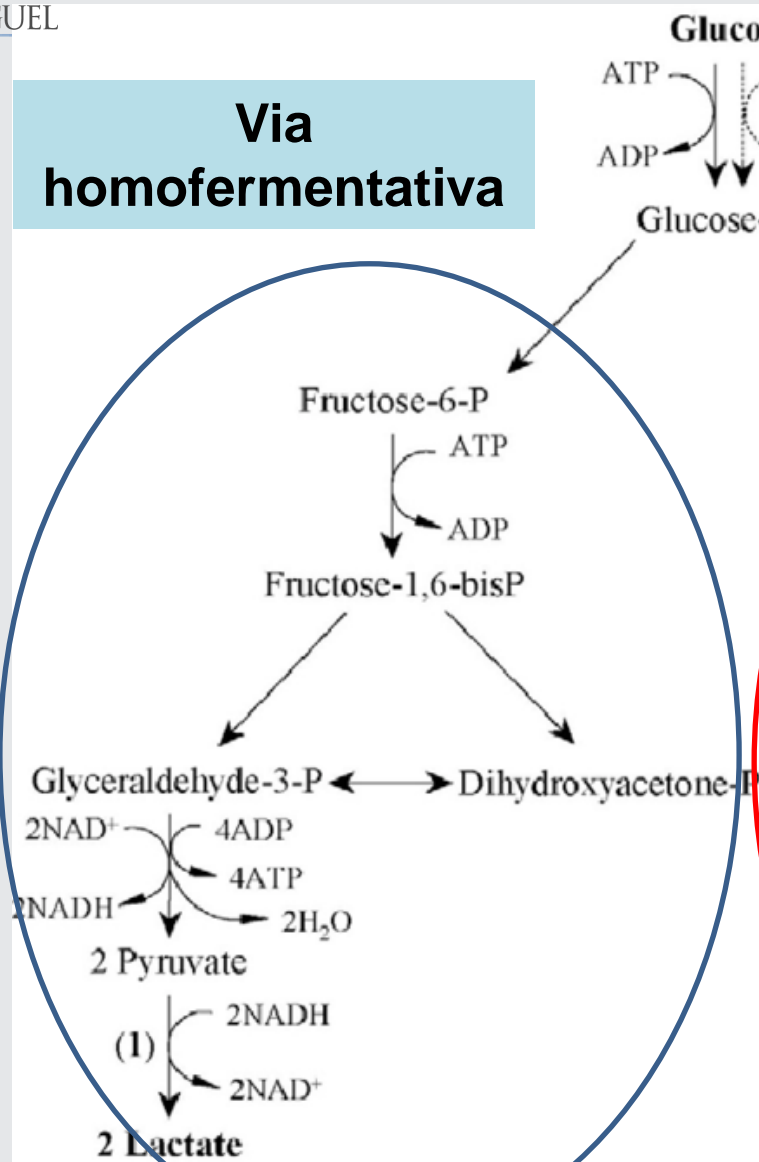 GUEL
Gluco
ATP
Via
homofermentativa
ADP
Glucose-
Fructose-6-P
ATP
ADP
Fructose-1,6-bisP
Glyceraldehyde-3-P
Dihydroxyacetone-P
2NAD⁺
4ADP
4ATP
2NADH
2H₂O
2 Pyruvate
2NADH
(1)
2NAD⁺
2 Lactate